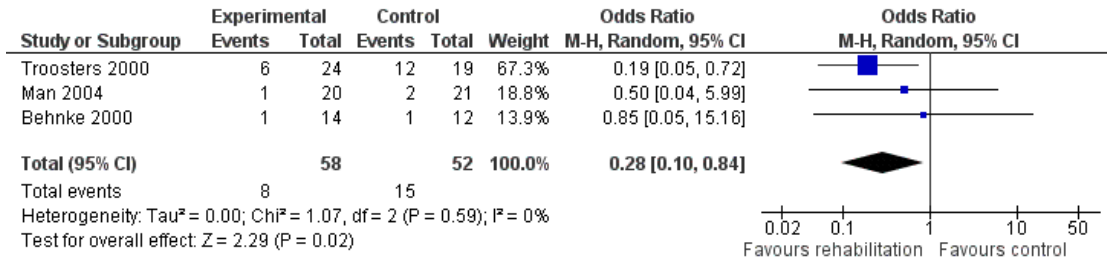 Experimental Control Odds Ratio Odds Ratio
Study or Subgroup Events Total Events Total Weight M-H, Random, 95% CI M-H, Random, 95% CI
Troosters 2000 6 24 12 19 67.3% 0.19 [0.05, 0.72]
Man 2004 1 20 2 21 18.8% 0.50 [0.04, 5.99]
Behnke 2000 1 14 1 12 13.9% 0.85 [0.05, 15.16]
Total (95% CI) 58 52 100.0% 0.28 [0.10, 0.84]
Total events 8 15
Heterogeneity: Tau² = 0.00; Chi² = 1.07, df = 2 (P = 0.59); I² = 0%
Test for overall effect: Z = 2.29 (P = 0.02)
0.02 0.1 1 10 50
Favours rehabilitation Favours control